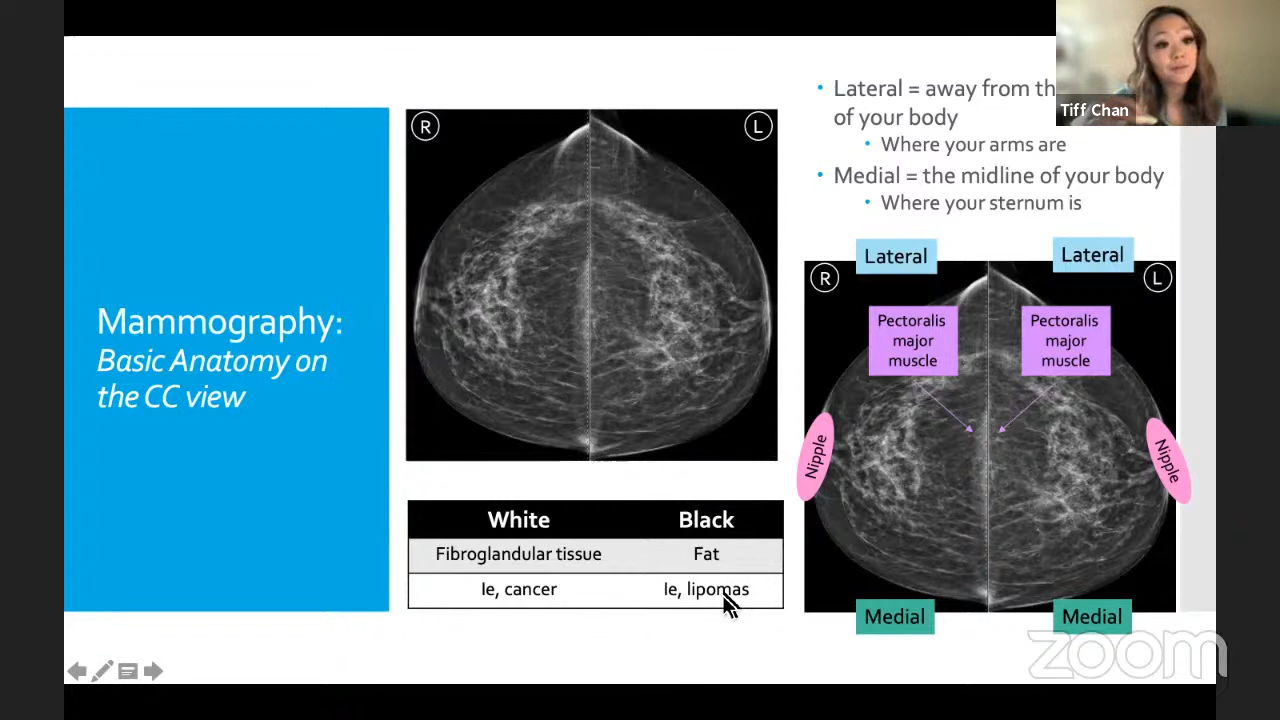 Mammography:
Basic Anatomy on
the CC view
R
L
White Black
Fibroglandular tissue Fat
Ie, cancer Ie, lipomas
• Lateral = away from th
of your body
• Where your arms are
• Medial = the midline of your body
• Where your sternum is
Tiff Chan
Lateral
Lateral
R
L
Pectoralis
major
muscle
Pectoralis
major
muscle
Nipple
Nipple
Medial
Medial
zoom